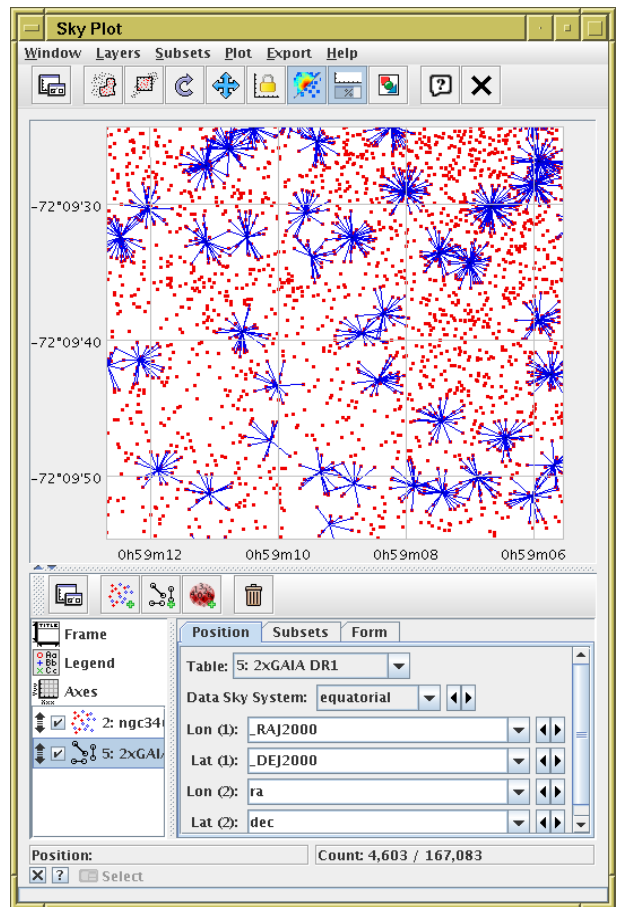 Sky Plot
Window Layers Subsets Plot Export Help
-72°09'30
-72°09'40
-72°09'50
0h59m12 0h59m10 0h59m08 0h59m06
Frame
Legend
Axes
2: ngc34
5: 2xGAI
Position Subsets Form
Table: 5: 2xGAIA DR1
Data Sky System: equatorial
Lon (1): _RAJ2000
Lat (1): _DEJ2000
Lon (2): ra
Lat (2): dec
Position: Count: 4,603 / 167,083
Select